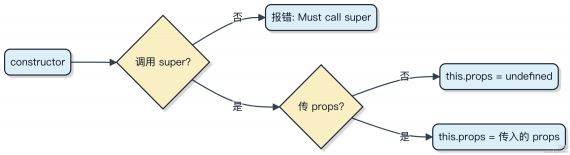 constructor
调用 super?
否
报错: Must call super
是
传 props?
否
this.props = undefined
是
this.props = 传入的 props